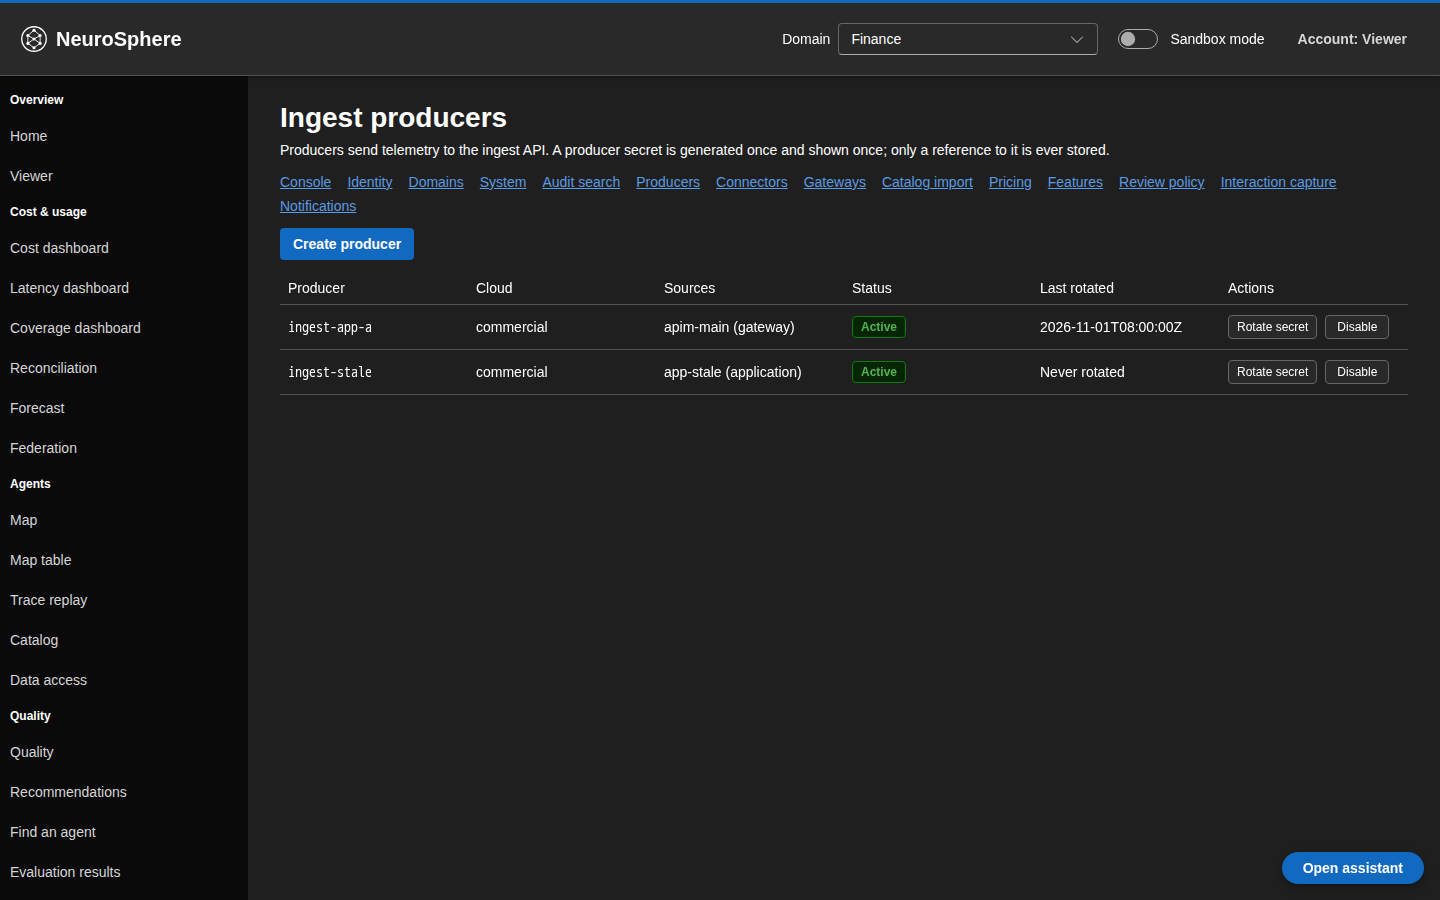 NeuroSphere
Domain Finance Sandbox mode Account: Viewer
Overview
Home
Viewer
Cost & usage
Cost dashboard
Latency dashboard
Coverage dashboard
Reconciliation
Forecast
Federation
Agents
Map
Map table
Trace replay
Catalog
Data access
Quality
Quality
Recommendations
Find an agent
Evaluation results
Ingest producers
Producers send telemetry to the ingest API. A producer secret is generated once and shown once; only a reference to it is ever stored.
Console Identity Domains System Audit search Producers Connectors Gateways Catalog import Pricing Features Review policy Interaction capture
Notifications
Create producer
Producer Cloud Sources Status Last rotated Actions
ingest-app-a commercial apim-main (gateway) Active 2026-11-01T08:00:00Z Rotate secret Disable
ingest-stale commercial app-stale (application) Active Never rotated Rotate secret Disable
Open assistant